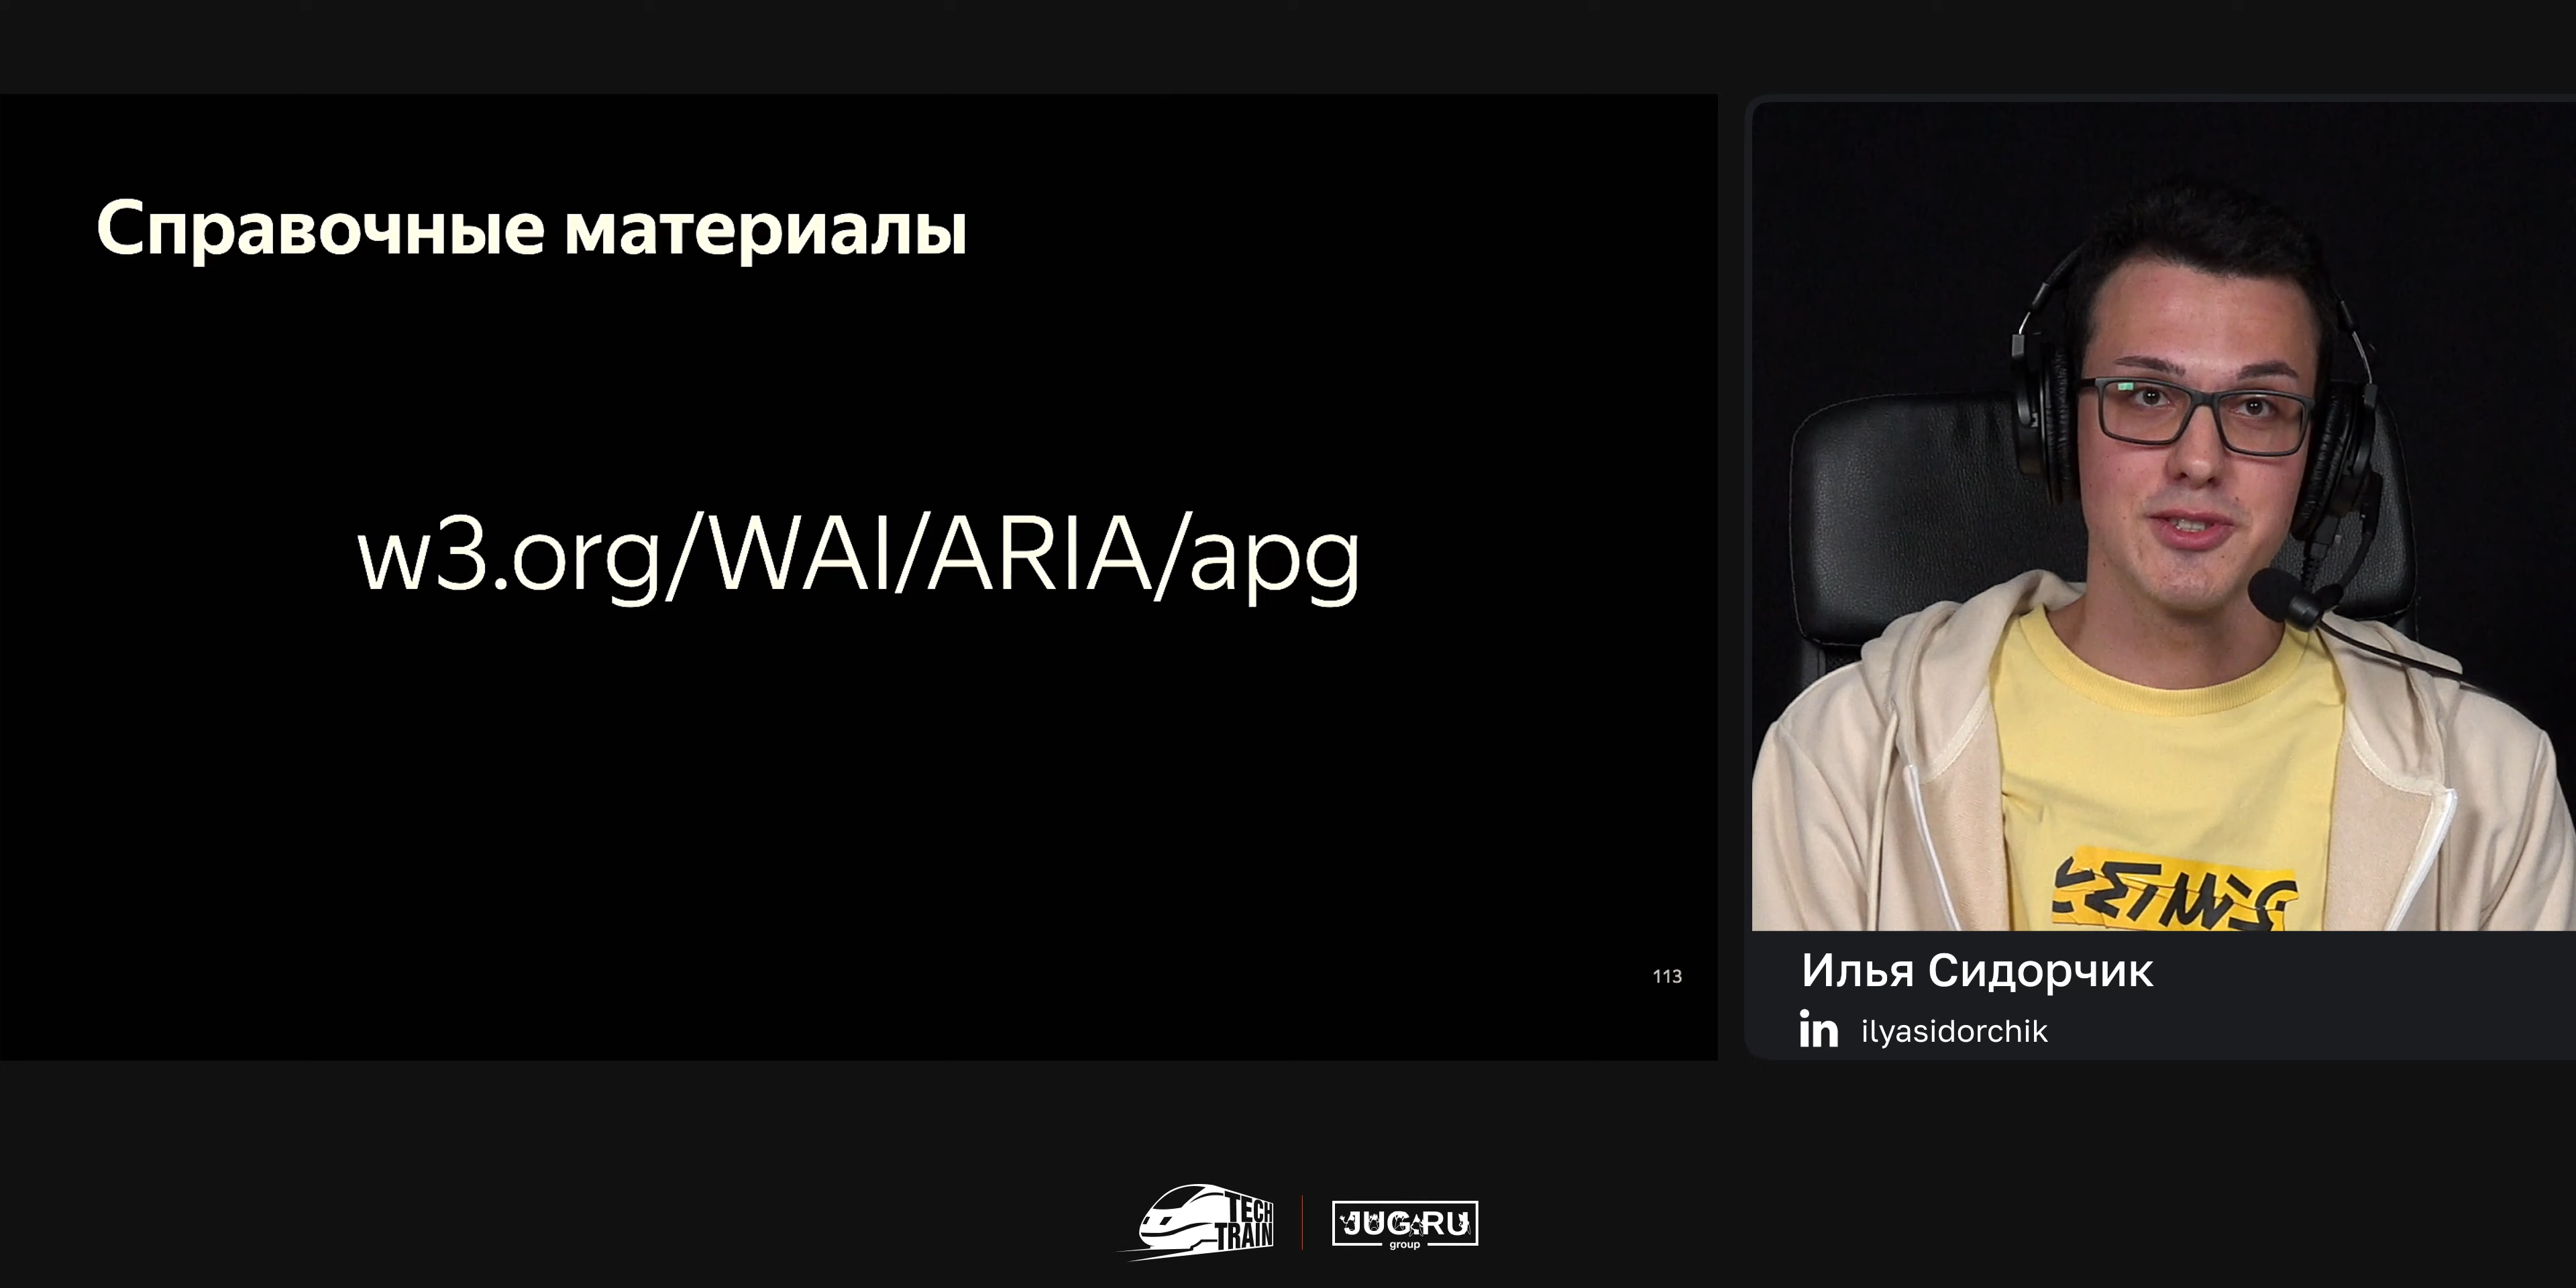 Справочные материалы
w3.org/WAI/ARIA/apg
113
Илья Сидорчик
in ilyasidorchik
TECH
TRAIN
JUG.RU
group